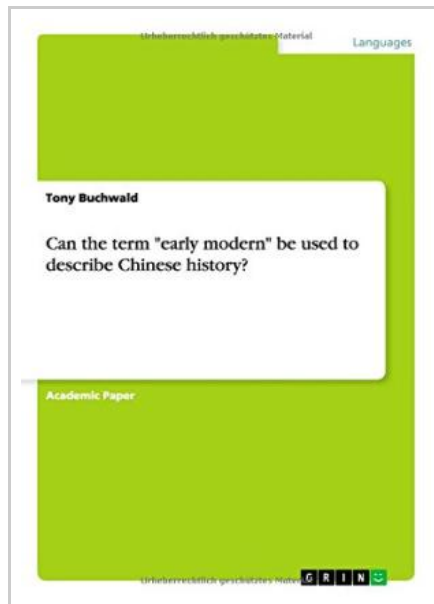 Urheberrechtlich geschütztes Material
Languages
Tony Buchwald
Can the term "early modern" be used to
describe Chinese history?
Academic Paper
Urheberrechtlich geschütztes Mater
GRIN